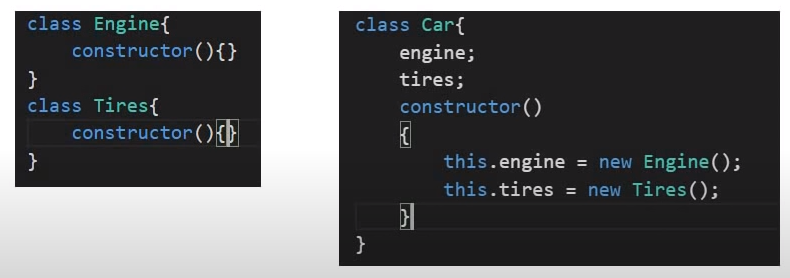 class Engine{
    constructor(){}
}
class Tires{
    constructor(){}
}
class Car{
    engine;
    tires;
    constructor()
    {
        this.engine = new Engine();
        this.tires = new Tires();
    }
}